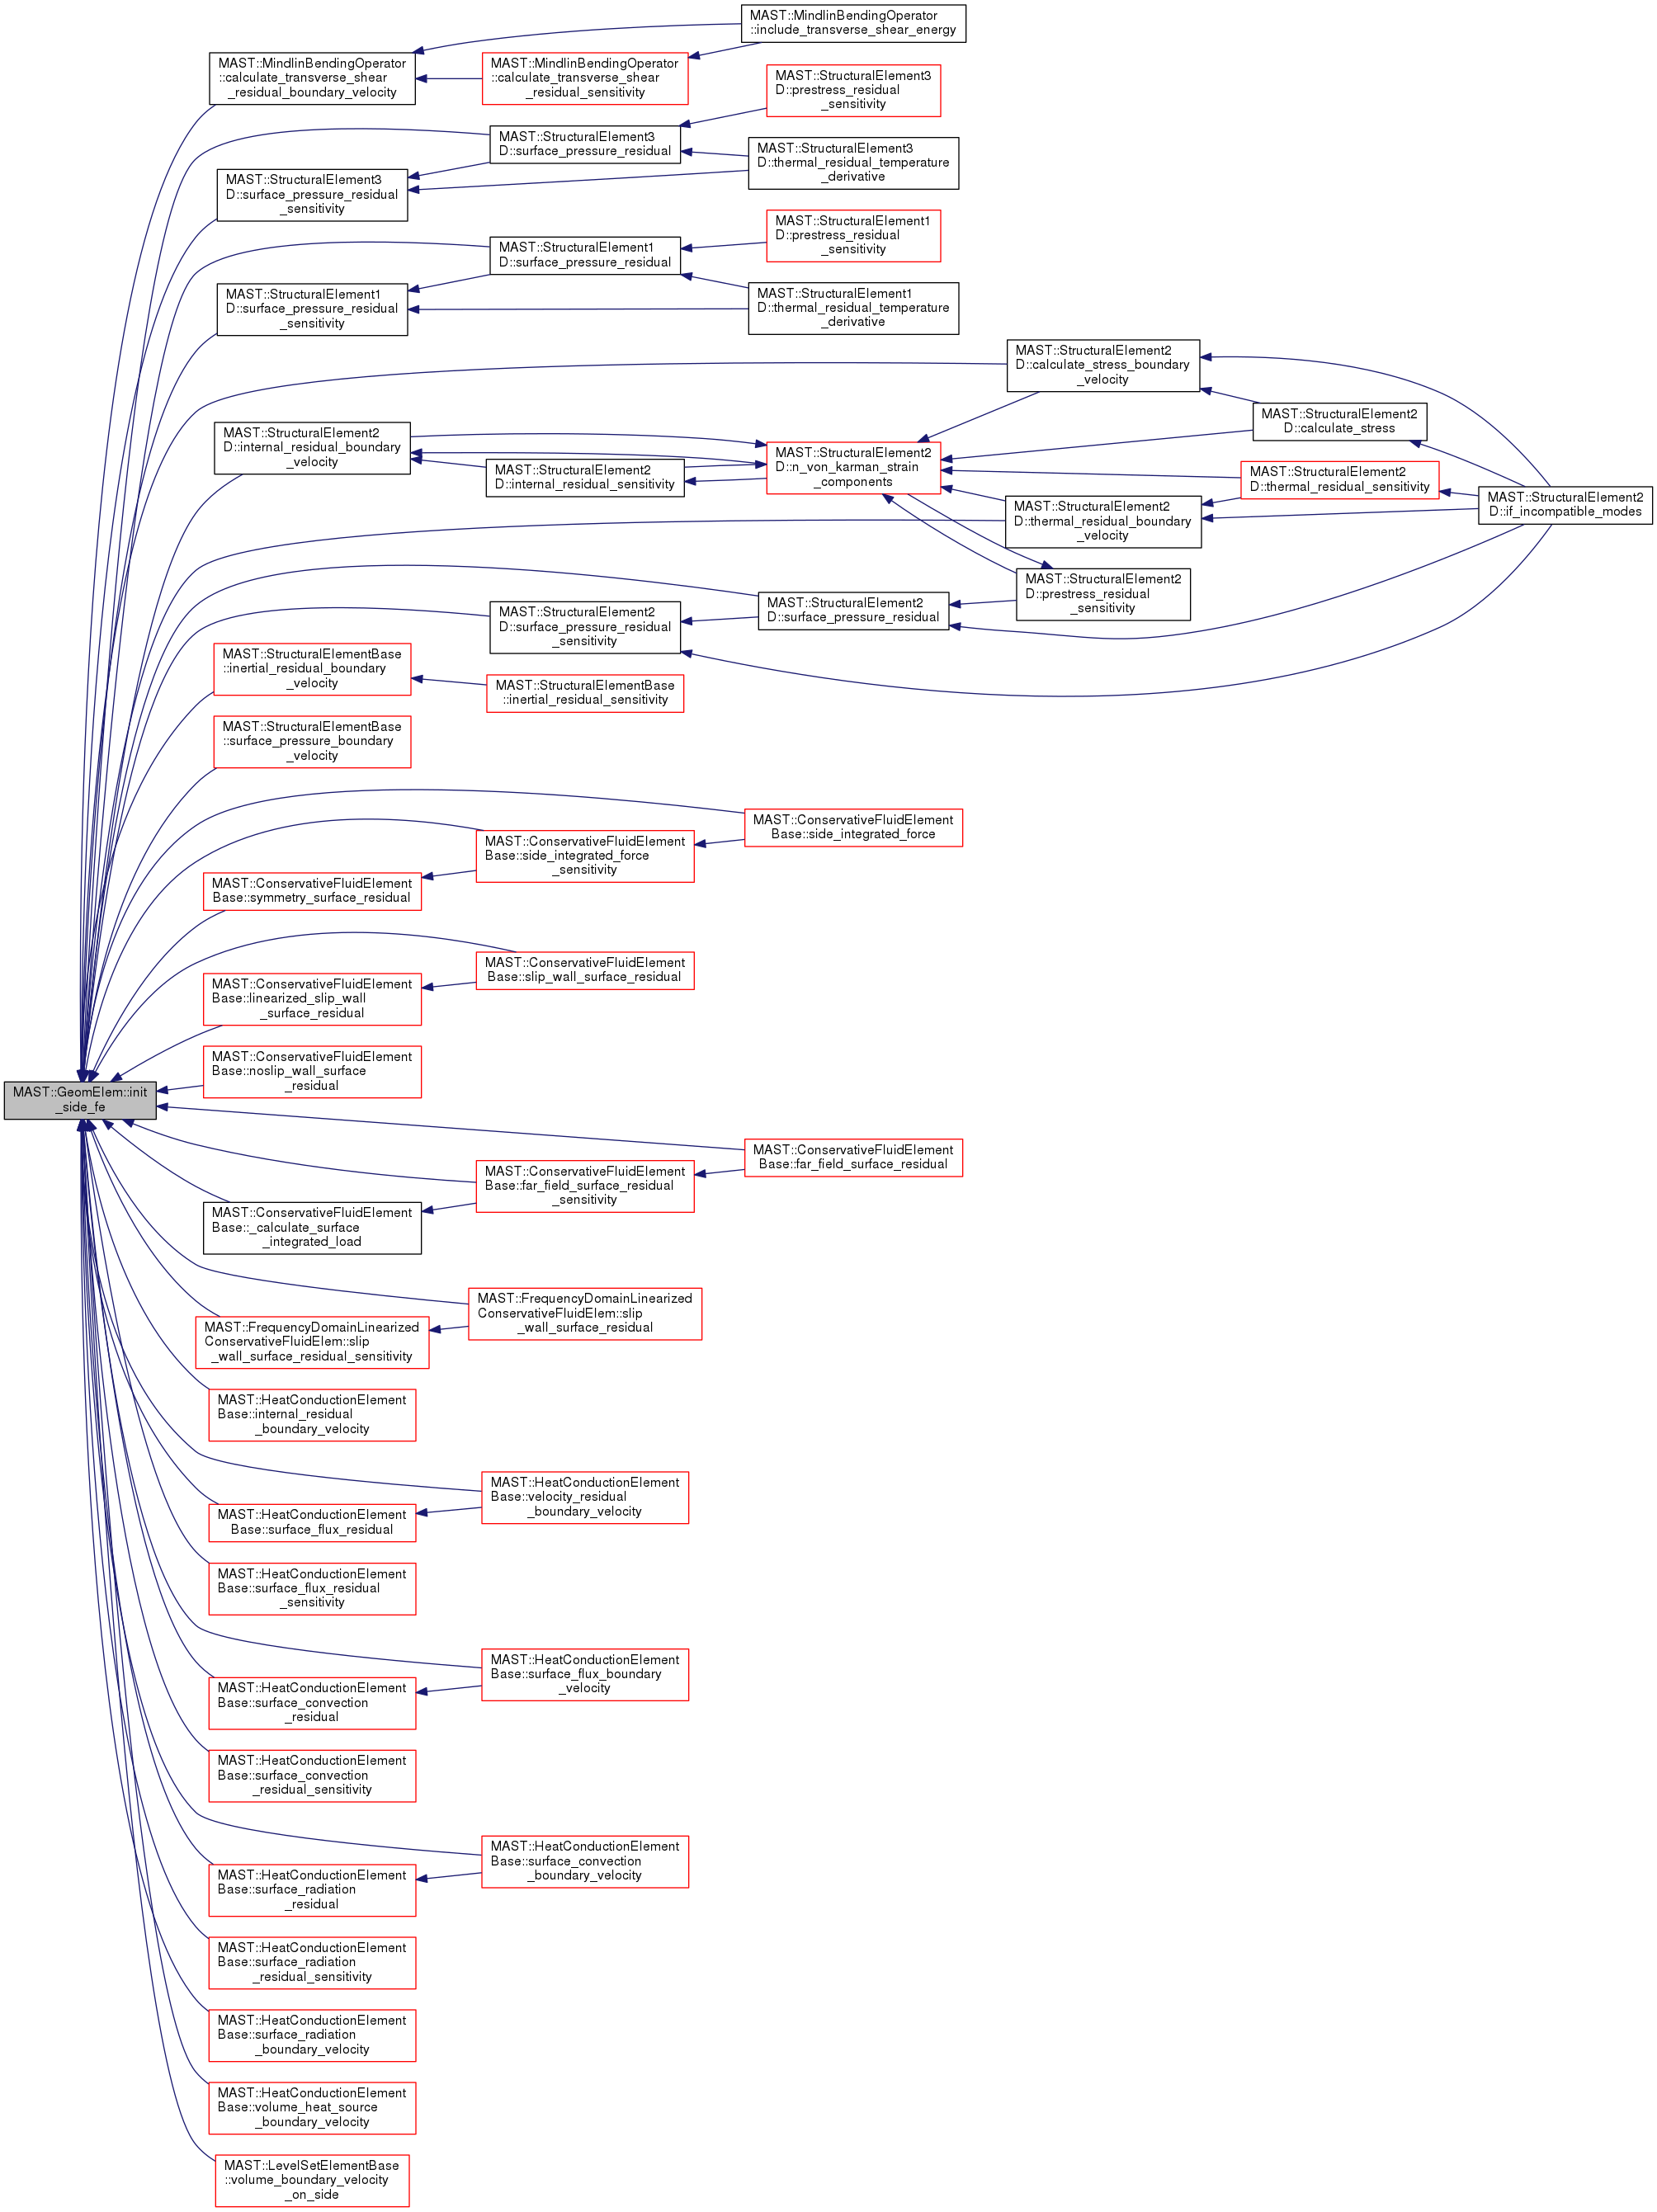 MAST::MindlinBendingOperator
::include_transverse_shear_energy
MAST::MindlinBendingOperator
::calculate_transverse_shear
_residual_boundary_velocity
MAST::MindlinBendingOperator
::calculate_transverse_shear
_residual_sensitivity
MAST::StructuralElement3
D::prestress_residual
_sensitivity
MAST::StructuralElement3
D::surface_pressure_residual
MAST::StructuralElement3
D::thermal_residual_temperature
_derivative
MAST::StructuralElement3
D::surface_pressure_residual
_sensitivity
MAST::StructuralElement1
D::prestress_residual
_sensitivity
MAST::StructuralElement1
D::surface_pressure_residual
MAST::StructuralElement1
D::surface_pressure_residual
_sensitivity
MAST::StructuralElement1
D::thermal_residual_temperature
_derivative
MAST::StructuralElement2
D::calculate_stress_boundary
_velocity
MAST::StructuralElement2
D::calculate_stress
MAST::StructuralElement2
D::internal_residual_boundary
_velocity
MAST::StructuralElement2
D::internal_residual_sensitivity
MAST::StructuralElement2
D::n_von_karman_strain
_components
MAST::StructuralElement2
D::thermal_residual_sensitivity
MAST::StructuralElement2
D::if_incompatible_modes
MAST::StructuralElement2
D::thermal_residual_boundary
_velocity
MAST::StructuralElement2
D::prestress_residual
_sensitivity
MAST::StructuralElement2
D::surface_pressure_residual
MAST::StructuralElement2
D::surface_pressure_residual
_sensitivity
MAST::StructuralElementBase
::inertial_residual_boundary
_velocity
MAST::StructuralElementBase
::inertial_residual_sensitivity
MAST::StructuralElementBase
::surface_pressure_boundary
_velocity
MAST::ConservativeFluidElement
Base::side_integrated_force
MAST::ConservativeFluidElement
Base::side_integrated_force
_sensitivity
MAST::ConservativeFluidElement
Base::symmetry_surface_residual
MAST::ConservativeFluidElement
Base::slip_wall_surface_residual
MAST::ConservativeFluidElement
Base::linearized_slip_wall
_surface_residual
MAST::ConservativeFluidElement
Base::noslip_wall_surface
_residual
MAST::GeomElem::init
_side_fe
MAST::ConservativeFluidElement
Base::far_field_surface_residual
MAST::ConservativeFluidElement
Base::far_field_surface_residual
_sensitivity
MAST::ConservativeFluidElement
Base::_calculate_surface
_integrated_load
MAST::FrequencyDomainLinearized
ConservativeFluidElem::slip
_wall_surface_residual
MAST::FrequencyDomainLinearized
ConservativeFluidElem::slip
_wall_surface_residual_sensitivity
MAST::HeatConductionElement
Base::internal_residual
_boundary_velocity
MAST::HeatConductionElement
Base::velocity_residual
_boundary_velocity
MAST::HeatConductionElement
Base::surface_flux_residual
MAST::HeatConductionElement
Base::surface_flux_residual
_sensitivity
MAST::HeatConductionElement
Base::surface_flux_boundary
_velocity
MAST::HeatConductionElement
Base::surface_convection
_residual
MAST::HeatConductionElement
Base::surface_convection
_residual_sensitivity
MAST::HeatConductionElement
Base::surface_convection
_boundary_velocity
MAST::HeatConductionElement
Base::surface_radiation
_residual
MAST::HeatConductionElement
Base::surface_radiation
_residual_sensitivity
MAST::HeatConductionElement
Base::surface_radiation
_boundary_velocity
MAST::HeatConductionElement
Base::volume_heat_source
_boundary_velocity
MAST::LevelSetElementBase
::volume_boundary_velocity
_on_side